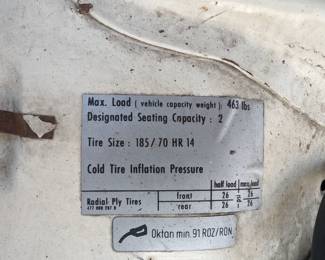 Max. Load ( vehicle capacity weight ): 463 lbs
Designated Seating Capacity : 2
Tire Size : 185/ 70 HR 14
Cold Tire Inflation Pressure
half load max. load
Radial Ply Tires front 26 26
rear 26 26
Oktan min. 91 ROZ/RON